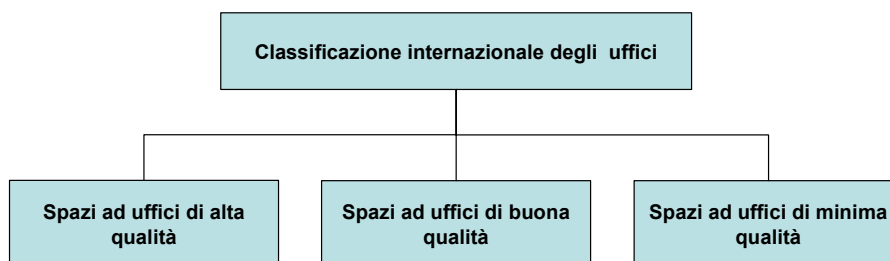 Classificazione internazionale degli uffici
Spazi ad uffici di alta
qualità
Spazi ad uffici di buona
qualità
Spazi ad uffici di minima
qualità